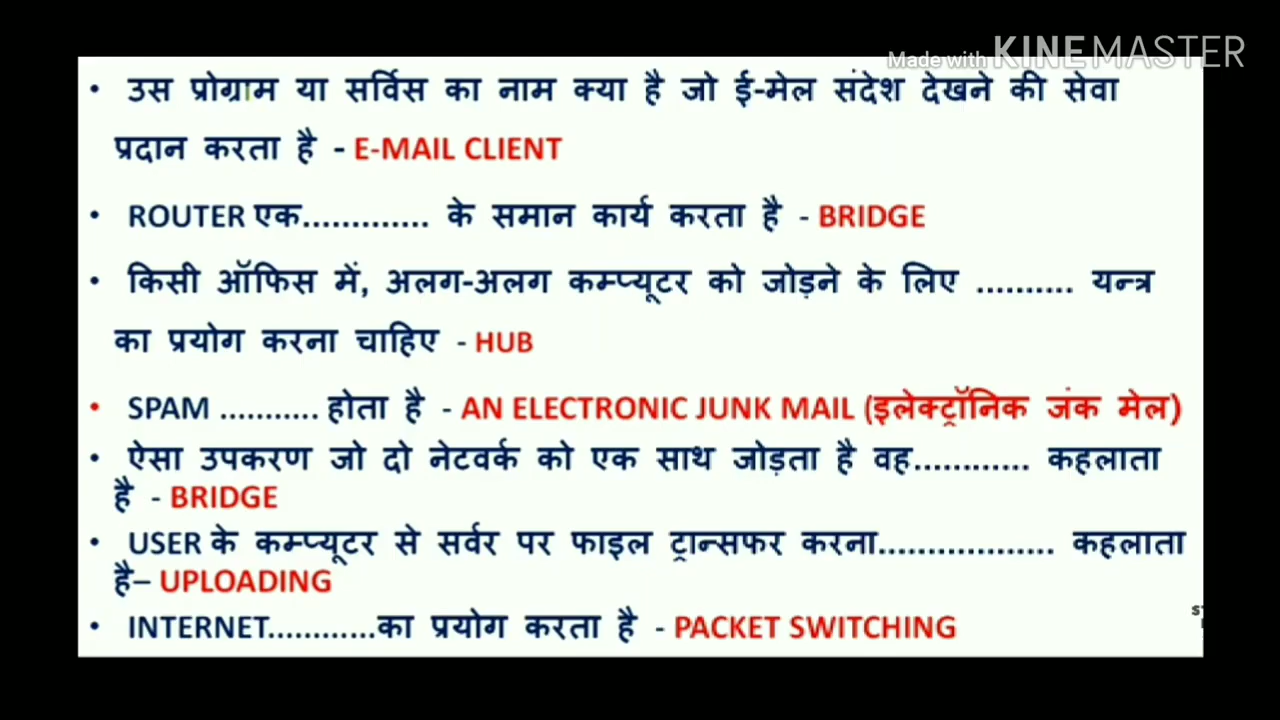 Made with KINEMASTER
• उस प्रोग्राम या सर्विस का नाम क्या है जो ई-मेल संदेश देखने की सेवा
प्रदान करता है - E-MAIL CLIENT
• ROUTER एक............. के समान कार्य करता है - BRIDGE
• किसी ऑफिस में, अलग-अलग कम्प्यूटर को जोड़ने के लिए .......... यन्त्र
का प्रयोग करना चाहिए - HUB
• SPAM ........... होता है - AN ELECTRONIC JUNK MAIL (इलेक्ट्रॉनिक जंक मेल)
• ऐसा उपकरण जो दो नेटवर्क को एक साथ जोड़ता है वह............ कहलाता
है - BRIDGE
• USER के कम्प्यूटर से सर्वर पर फाइल ट्रान्सफर करना................... कहलाता
है– UPLOADING
• INTERNET............का प्रयोग करता है - PACKET SWITCHING